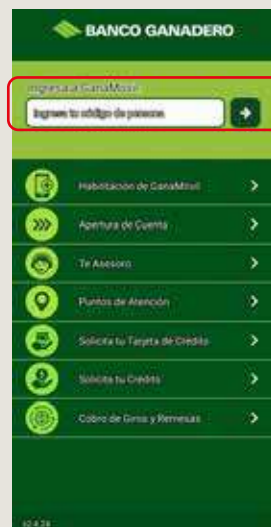 BANCO GANADERO
Ingresa a GanaMóvil
Ingresa tu código de persona
Habilitación de GanaMóvil
Apertura de Cuenta
Te Asesoro
Puntos de Atención
Solicita tu Tarjeta de Crédito
Solicita tu Crédito
Cobro de Giros y Remesas